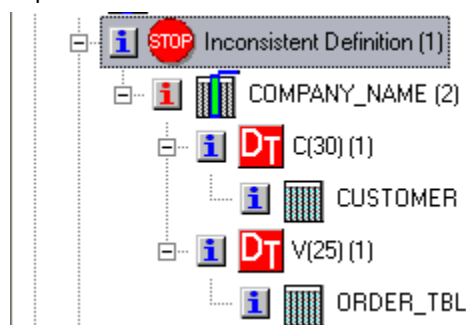 i STOP Inconsistent Definition (1)
i COMPANY_NAME (2)
i DT C(30) (1)
i CUSTOMER
i DT V(25) (1)
i ORDER_TBL